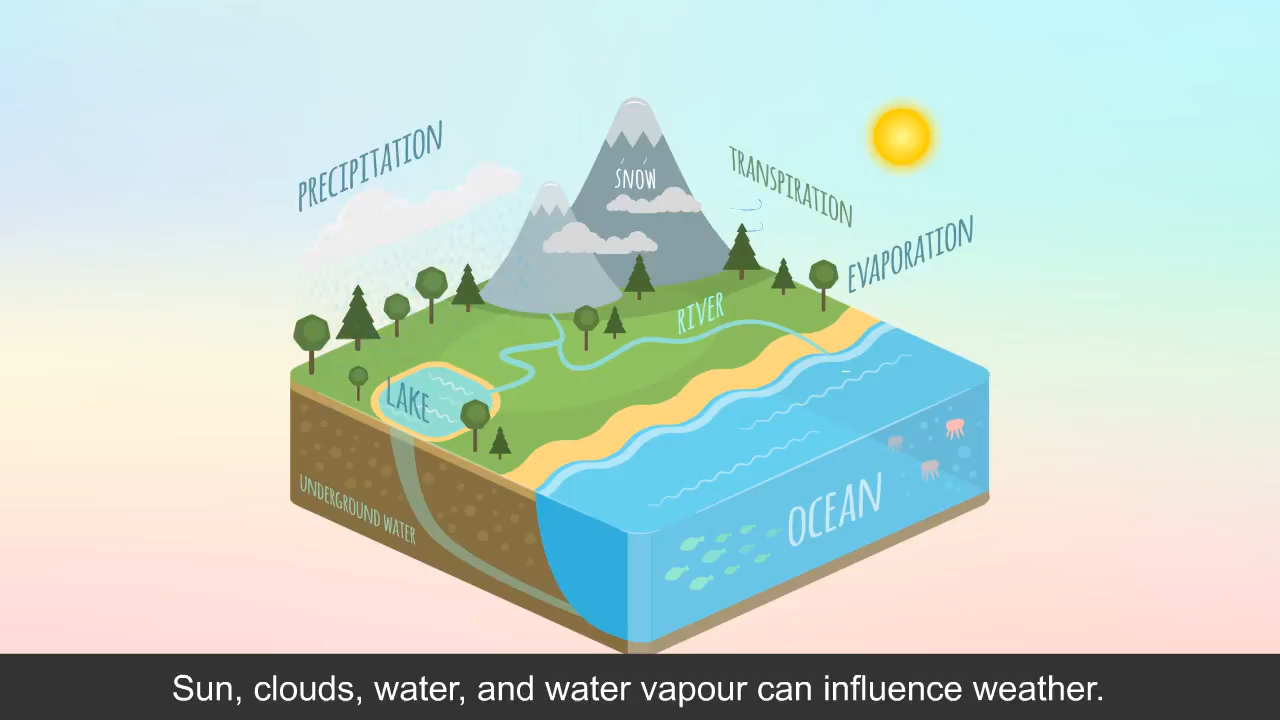 PRECIPITATION
SNOW
TRANSPIRATION
EVAPORATION
RIVER
LAKE
UNDERGROUND WATER
OCEAN
Sun, clouds, water, and water vapour can influence weather.